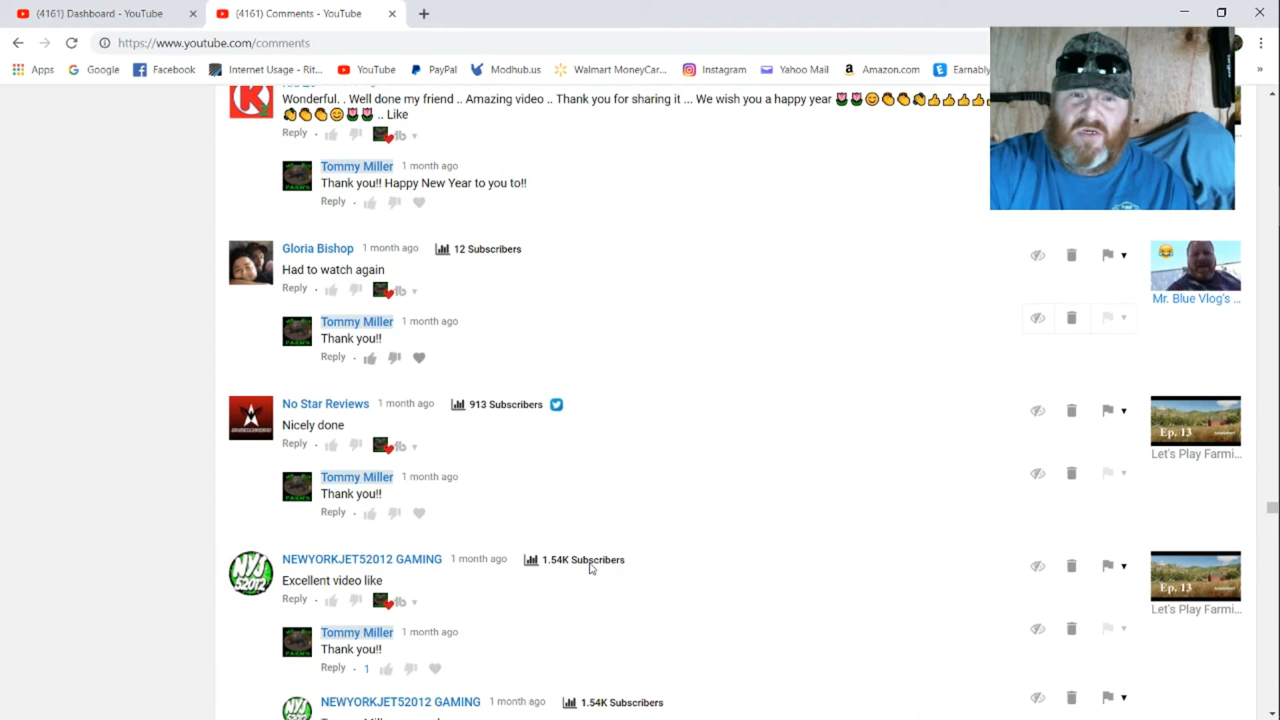 (4161) Dashboard - YouTube
(4161) Comments - YouTube
https://www.youtube.com/comments
Apps Google Facebook Internet Usage - Rit... YouTube PayPal Modhub.us Walmart MoneyCar... Instagram Yahoo Mail Amazon.com Earnably
Wonderful. . Well done my friend .. Amazing video .. Thank you for sharing it ... We wish you a happy year 🌷🌷😊👏👏👏👍👍👍👍
👏👏👏😊🌷🌷 .. Like
Reply
Tommy Miller 1 month ago
Thank you!! Happy New Year to you to!!
Reply
Gloria Bishop 1 month ago 12 Subscribers
Had to watch again
Reply
Mr. Blue Vlog's ...
Tommy Miller 1 month ago
Thank you!!
Reply
No Star Reviews 1 month ago 913 Subscribers
Nicely done
Reply
Ep. 13
Let's Play Farmi...
Tommy Miller 1 month ago
Thank you!!
Reply
NEWYORKJET52012 GAMING 1 month ago 1.54K Subscribers
Excellent video like
Reply
NYJ
52012
Ep. 13
Let's Play Farmi...
Tommy Miller 1 month ago
Thank you!!
Reply 1
NEWYORKJET52012 GAMING 1 month ago 1.54K Subscribers